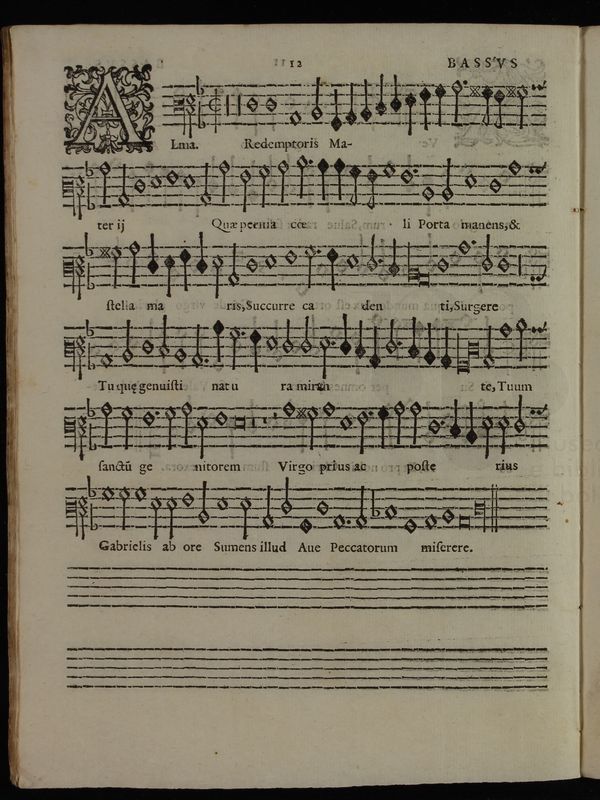 12 BASSVS
ALma. Redemptoris Ma-
ter ij Quæ peruia cœ li Porta manens, &
ſtella ma ris, Succurre ca den ti, Surgere
Tu quę genuiſti natu ra miran te, Tuum
ſanctũ ge nitorem Virgo prius ac poſte rius
Gabrielis ab ore Sumens illud Aue Peccatorum miſerere.